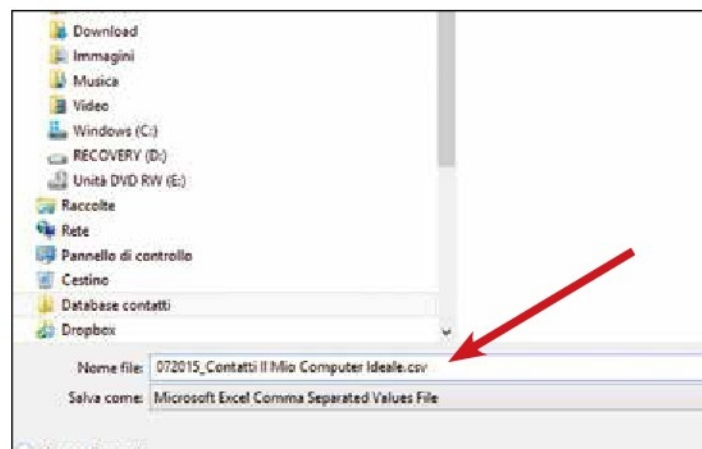 Download
Immagini
Musica
Video
Windows (C:)
RECOVERY (D:)
Unità DVD RW (E:)
Raccolte
Rete
Pannello di controllo
Cestino
Database contatti
Dropbox
Nome file: 072015_Contatti Il Mio Computer Ideale.csv
Salva come: Microsoft Excel Comma Separated Values File